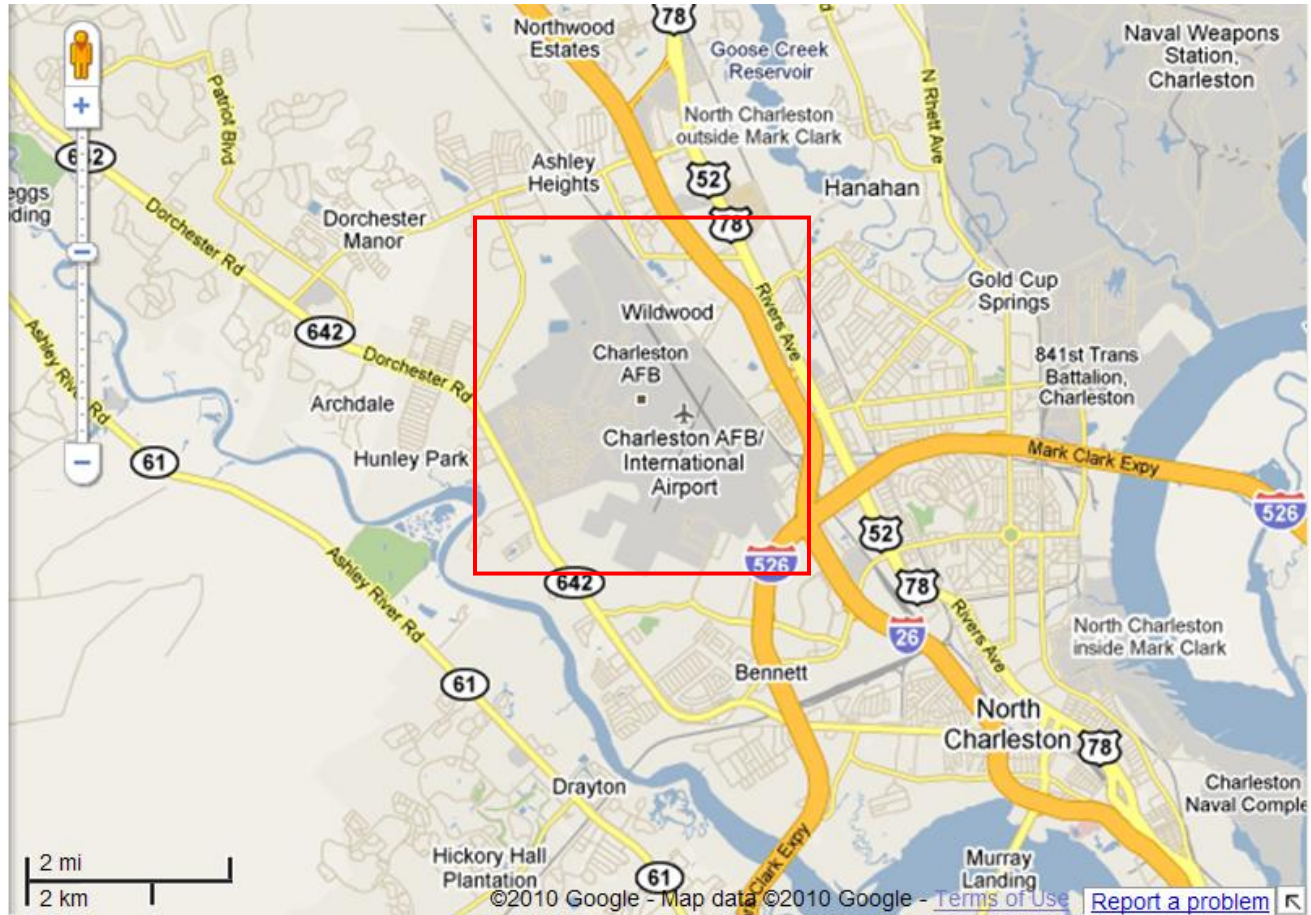 78
Northwood
Estates
Goose Creek
Reservoir
Naval Weapons
Station,
Charleston
Patriot Blvd
N Rhett Ave
North Charleston
outside Mark Clark
Ashley
Heights
52
Hanahan
Dorchester
Manor
78
Dorchester Rd
Gold Cup
Springs
Wildwood
Rivers Ave
642
Charleston
AFB
841st Trans
Battalion,
Charleston
Dorchester Rd
Archdale
Charleston AFB/
International
Airport
Hunley Park
Mark Clark Expy
61
526
52
526
Ashley River Rd
642
78
26
Rivers Ave
North Charleston
inside Mark Clark
Bennett
61
North
Charleston
78
Drayton
Charleston
2 mi
2 km
Hickory Hall
Plantation
61
Clark Expy
Murray
Landing
©2010 Google - Map data ©2010 Google - Terms of Use
Report a problem